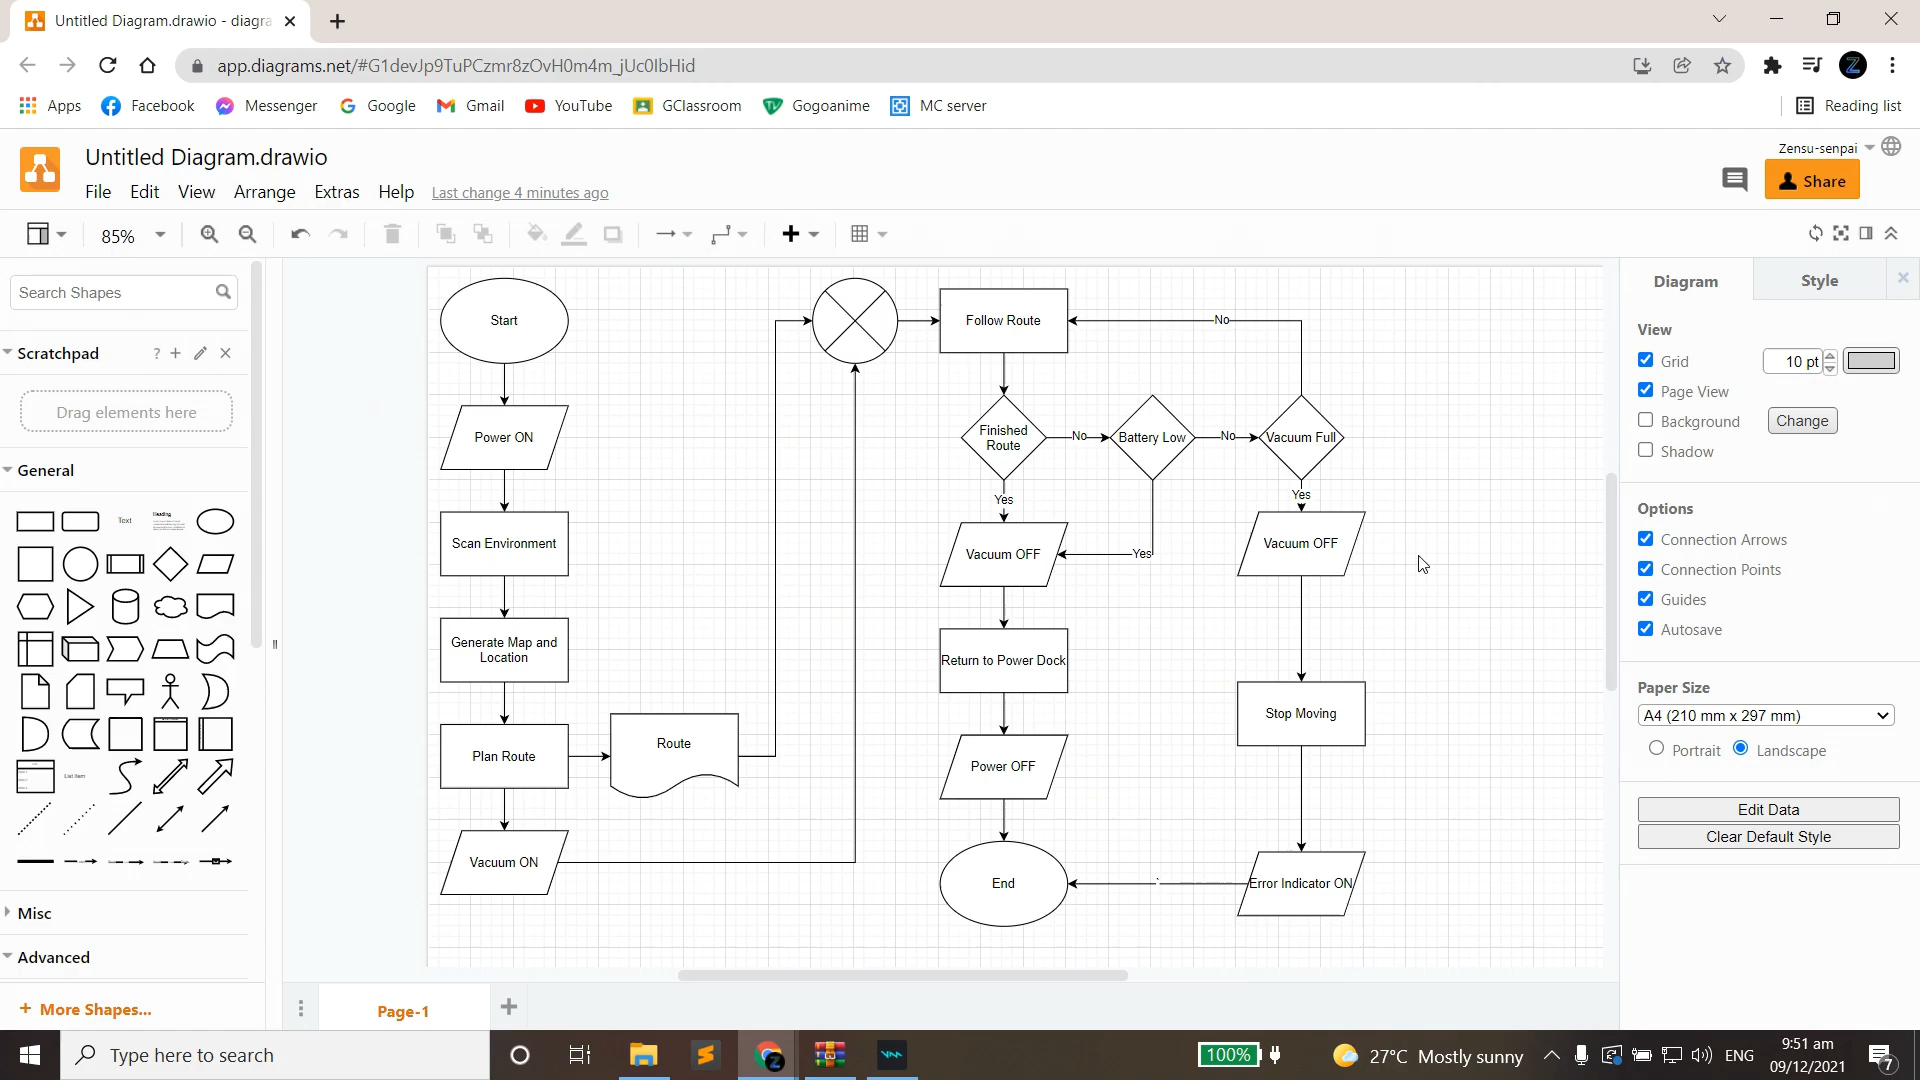 Untitled Diagram.drawio - diagra
app.diagrams.net/#G1devJp9TuPCzmr8zOvH0m4m_jUc0IbHid
Apps
Facebook
Messenger
Google
Gmail
YouTube
GClassroom
Gogoanime
MC server
Reading list
Untitled Diagram.drawio
Zensu-senpai
File
Edit
View
Arrange
Extras
Help
Last change 4 minutes ago
Share
85%
Search Shapes
Scratchpad
?
Drag elements here
General
Text
Heading
List Item
Misc
Advanced
+ More Shapes...
Start
Power ON
Scan Environment
Generate Map and
Location
Plan Route
Route
Vacuum ON
Follow Route
No
Finished
Route
No
Battery Low
No
Vacuum Full
Yes
Yes
Vacuum OFF
Yes
Vacuum OFF
Return to Power Dock
Stop Moving
Power OFF
End
Error Indicator ON
Page-1
Diagram
Style
View
Grid
10 pt
Page View
Background
Change
Shadow
Options
Connection Arrows
Connection Points
Guides
Autosave
Paper Size
A4 (210 mm x 297 mm)
Portrait
Landscape
Edit Data
Clear Default Style
Type here to search
100%
27°C Mostly sunny
ENG
9:51 am
09/12/2021
7